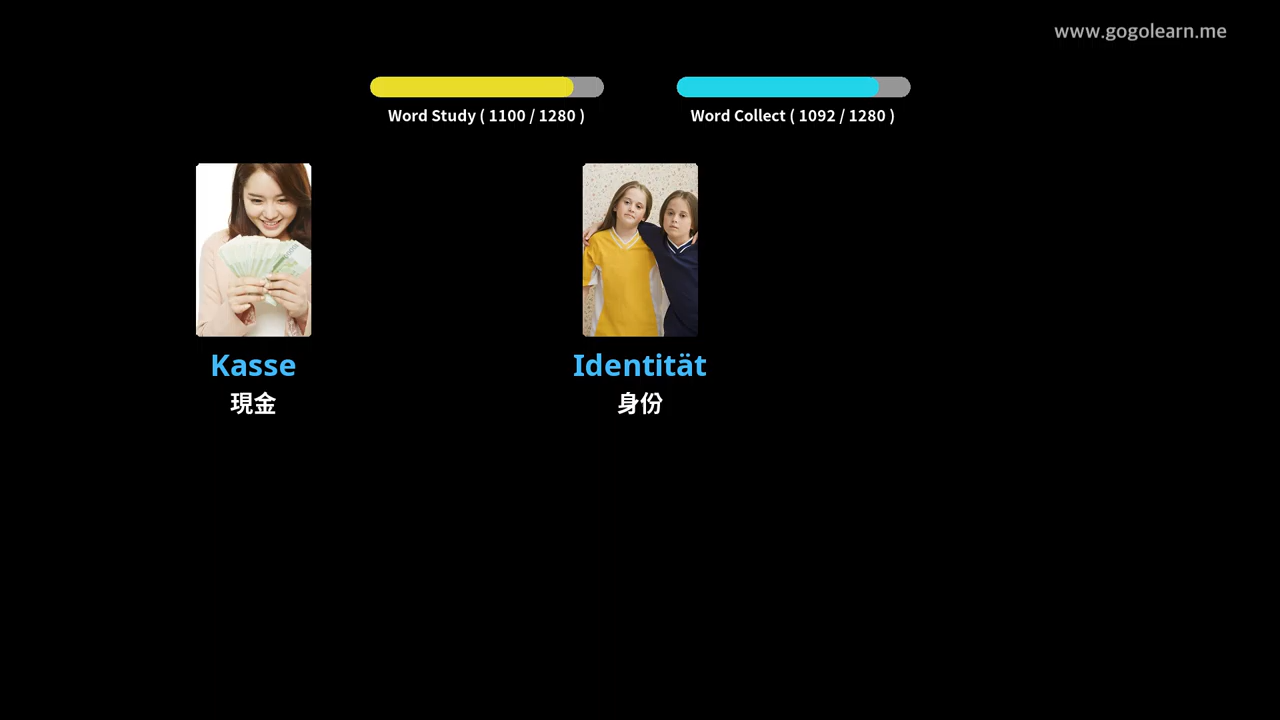 www.gogolearn.me
Word Study ( 1100 / 1280 )
Word Collect ( 1092 / 1280 )
Kasse
現金
Identität
身份